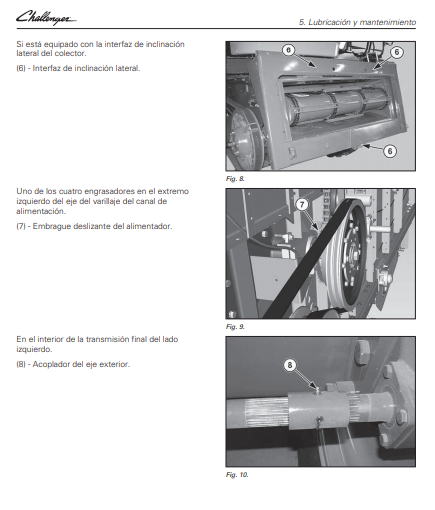 Challenger
5. Lubricación y mantenimiento
Si está equipado con la interfaz de inclinación
lateral del colector.
(6) - Interfaz de inclinación lateral.
6
6
6
Fig. 8.
Uno de los cuatro engrasadores en el extremo
izquierdo del eje del varillaje del canal de
alimentación.
(7) - Embrague deslizante del alimentador.
7
Fig. 9.
En el interior de la transmisión final del lado
izquierdo.
(8) - Acoplador del eje exterior.
8
Fig. 10.